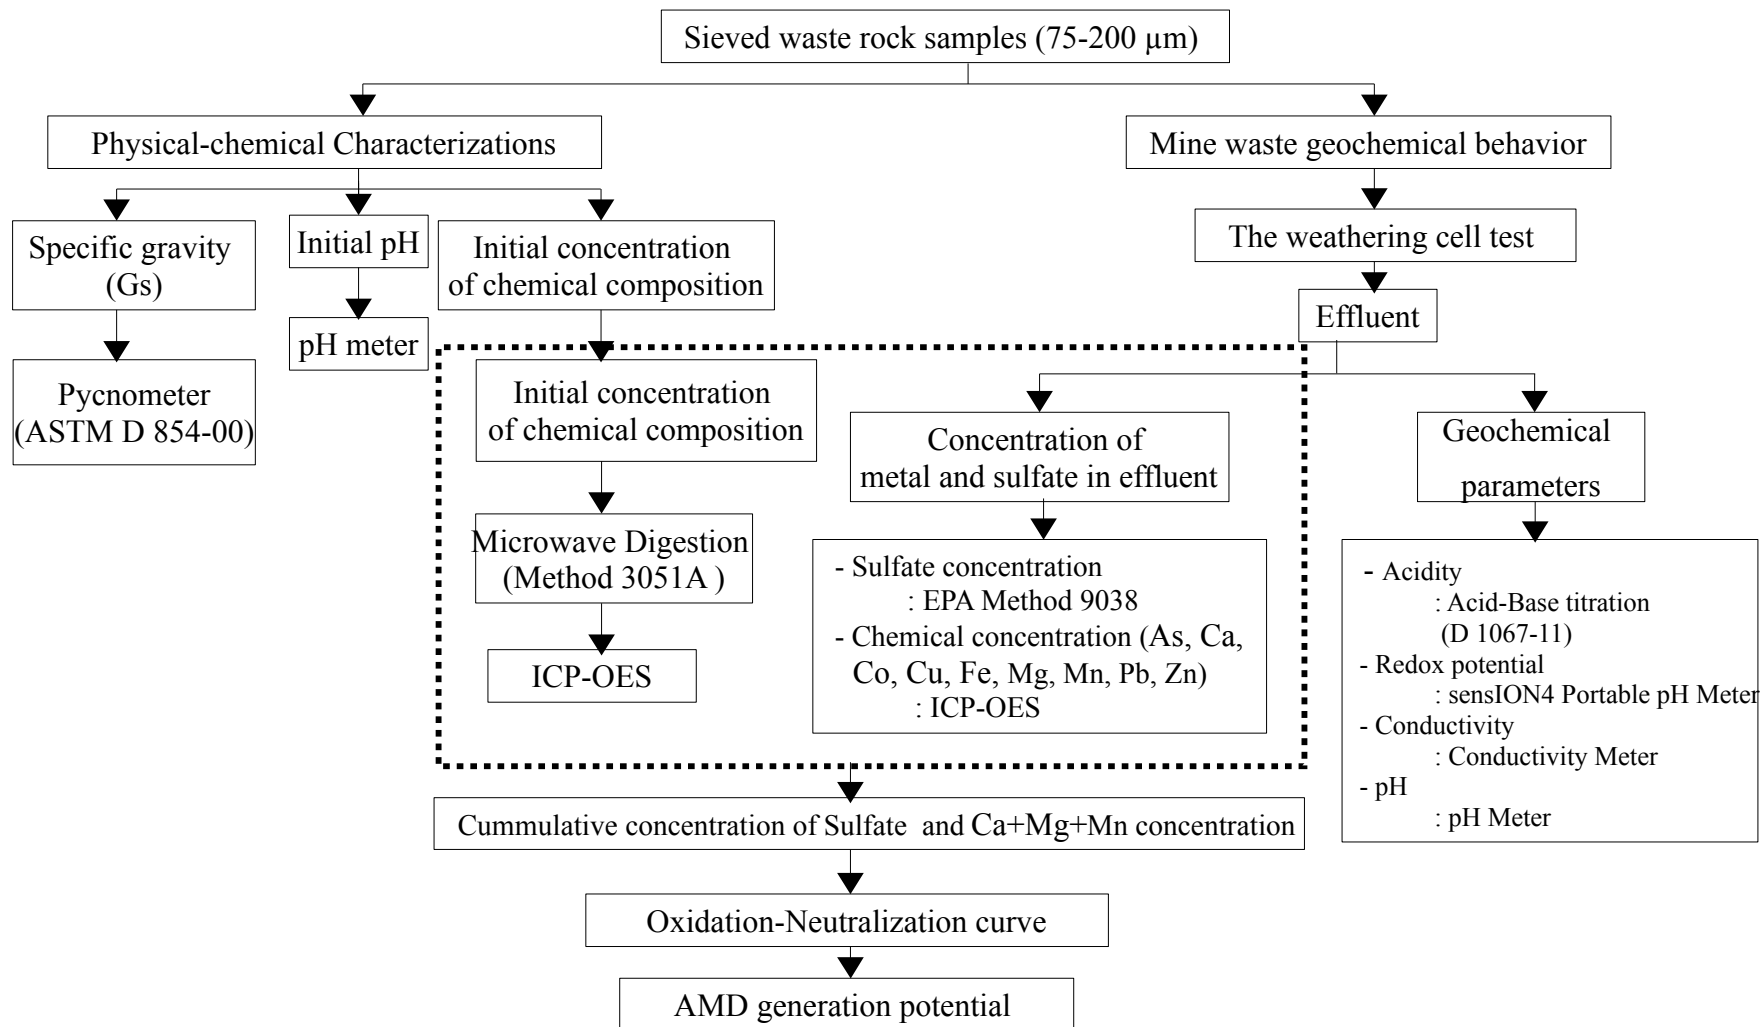 Sieved waste rock samples (75-200 µm)
Physical-chemical Characterizations
Mine waste geochemical behavior
Specific gravity
(Gs)
Initial pH
Initial concentration
of chemical composition
The weathering cell test
Effluent
pH meter
Pycnometer
(ASTM D 854-00)
Initial concentration
of chemical composition
Concentration of
metal and sulfate in effluent
Geochemical
parameters
Microwave Digestion
(Method 3051A )
ICP-OES
- Sulfate concentration
: EPA Method 9038
- Chemical concentration (As, Ca,
Co, Cu, Fe, Mg, Mn, Pb, Zn)
: ICP-OES
- Acidity
: Acid-Base titration
(D 1067-11)
- Redox potential
: sensION4 Portable pH Meter
- Conductivity
: Conductivity Meter
- pH
: pH Meter
Cummulative concentration of Sulfate and Ca+Mg+Mn concentration
Oxidation-Neutralization curve
AMD generation potential